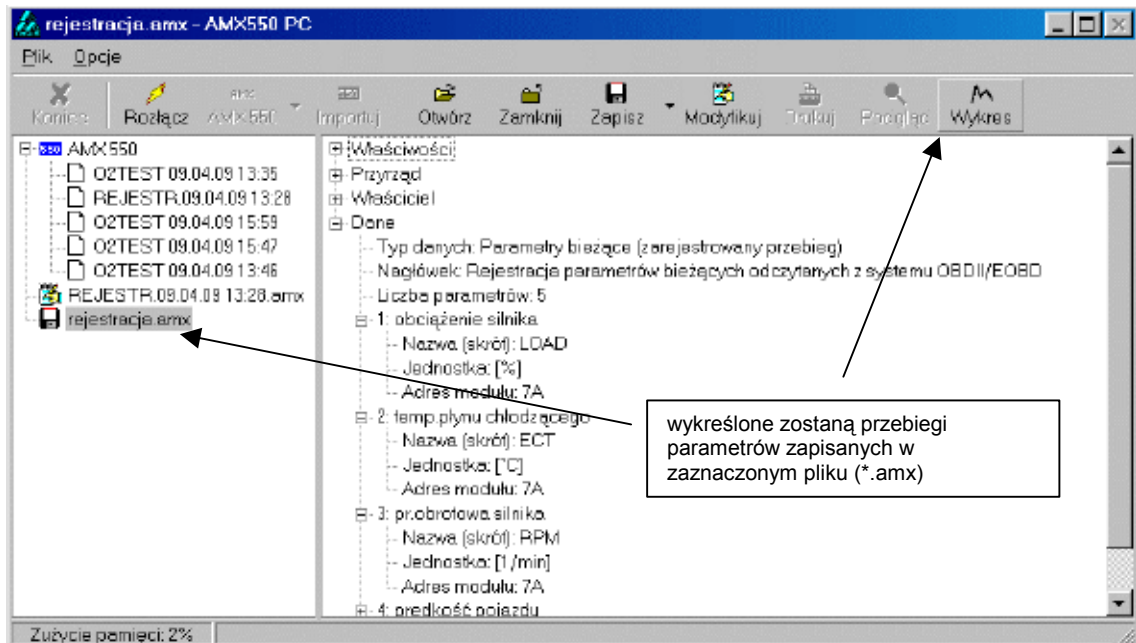 rejestracja.amx - AMX550 PC
Plik Opcje
Koniec Rozłącz AMX 550 Importuj Otwórz Zamknij Zapisz Modyfikuj Drukuj Podgląd Wykres
AMX 550
O2TEST 09.04.09 13:35
REJESTR.09.04.09 13:28
O2TEST 09.04.09 15:59
O2TEST 09.04.09 15:47
O2TEST 09.04.09 13:46
REJESTR.09.04.09 13:28.amx
rejestracja.amx
Właściwości
Przyrząd
Właściciel
Dane
Typ danych: Parametry bieżące (zarejestrowany przebieg)
Nagłówek: Rejestracja parametrów bieżących odczytanych z systemu OBDII/EOBD
Liczba parametrów: 5
1: obciążenie silnika
Nazwa (skrót): LOAD
Jednostka: [%]
Adres modułu: 7A
2: temp.płynu chłodzącego
Nazwa (skrót): ECT
Jednostka: [°C]
Adres modułu: 7A
3: pr.obrotowa silnika
Nazwa (skrót): RPM
Jednostka: [1/min]
Adres modułu: 7A
4: prędkość pojazdu
wykreślone zostaną przebiegi
parametrów zapisanych w
zaznaczonym pliku (*.amx)
Zużycie pamięci: 2%